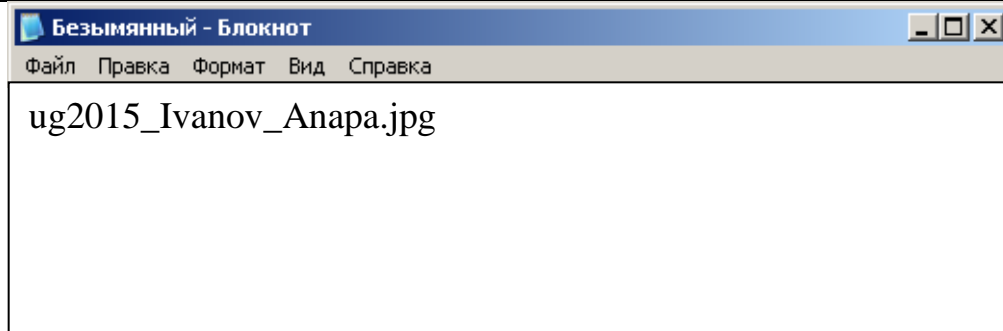 Безымянный - Блокнот
Файл Правка Формат Вид Справка
ug2015_Ivanov_Anapa.jpg